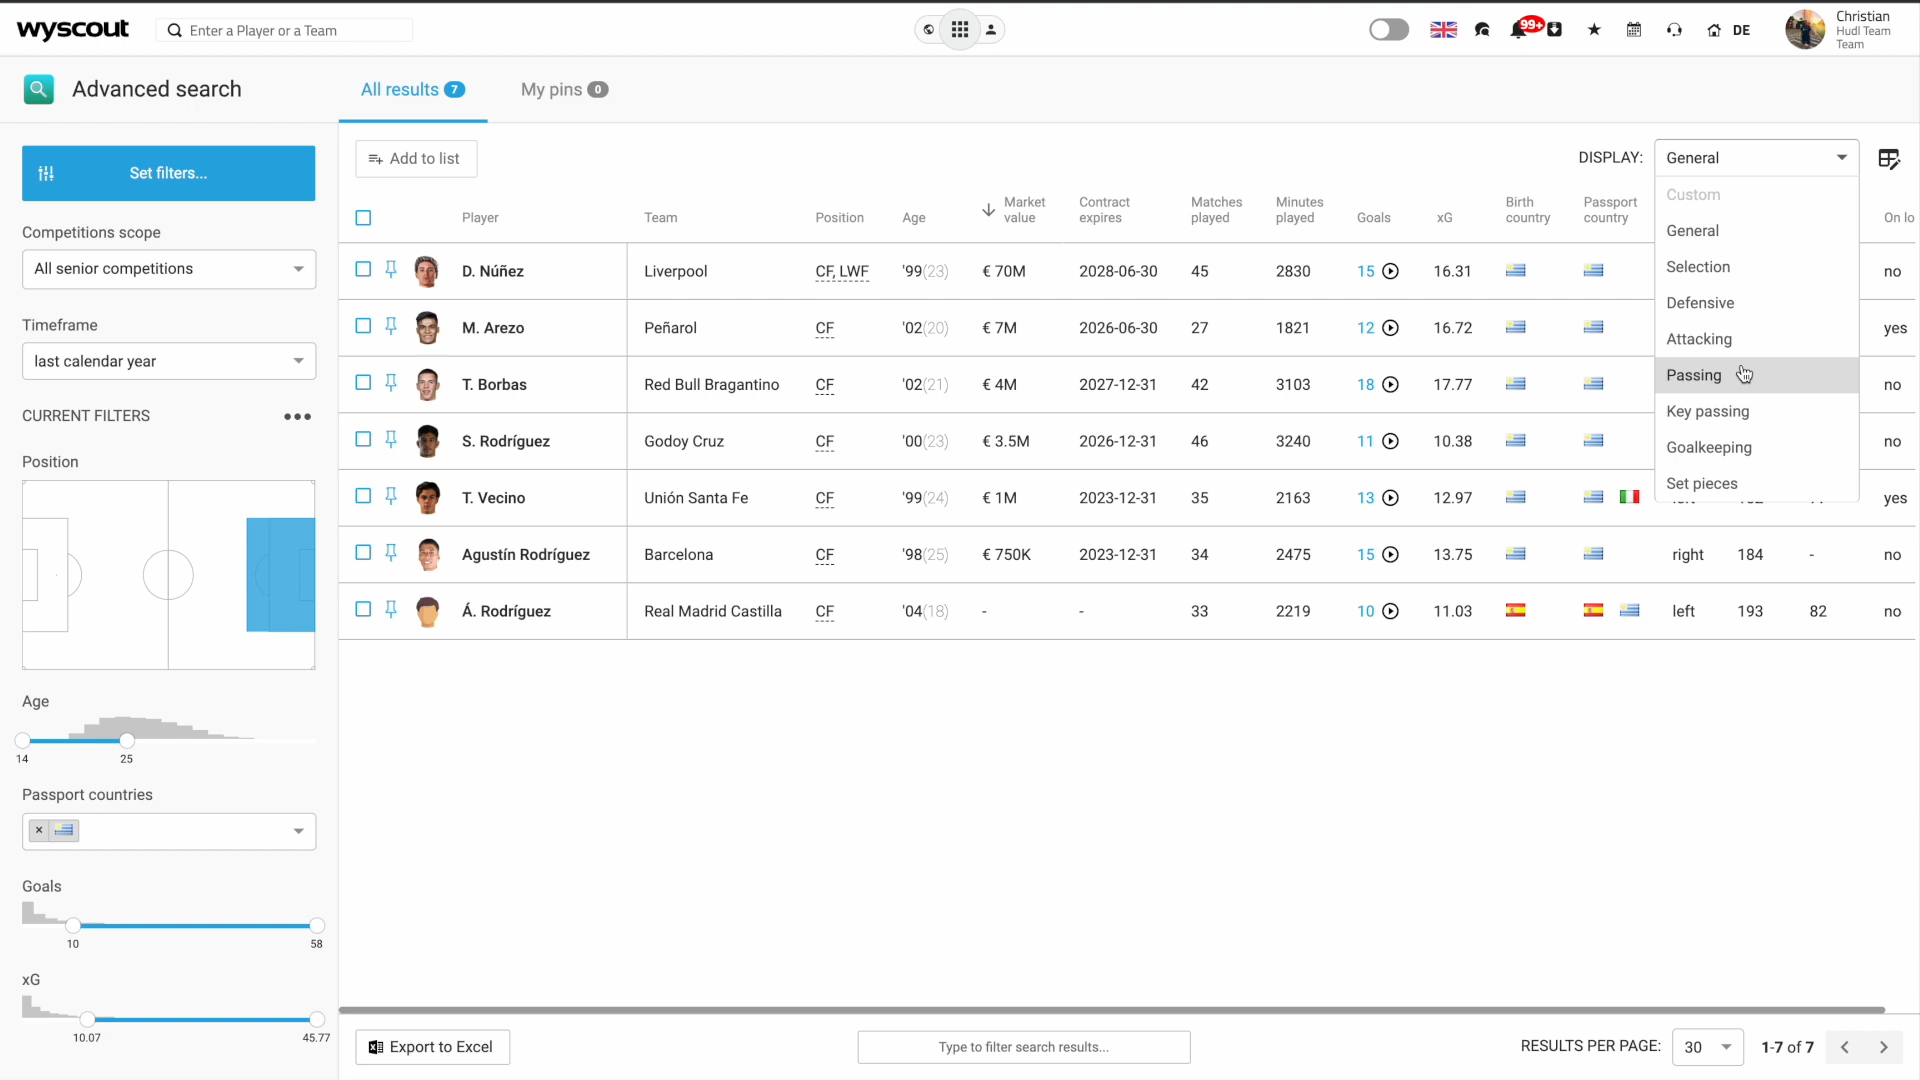 wyscout
Enter a Player or a Team
99+
DE
Christian
Hudl Team
Team
Advanced search
All results 7
My pins 0
Set filters...
Competitions scope
All senior competitions
Timeframe
last calendar year
CURRENT FILTERS
Position
Age
14 25
Passport countries
×
Goals
10 58
xG
10.07 45.77
Add to list
DISPLAY: General
Custom
General
Selection
Defensive
Attacking
Passing
Key passing
Goalkeeping
Set pieces
Player Team Position Age Market value Contract expires Matches played Minutes played Goals xG Birth country Passport country On lo
D. Núñez Liverpool CF, LWF '99(23) € 70M 2028-06-30 45 2830 15 16.31 no
M. Arezo Peñarol CF '02(20) € 7M 2026-06-30 27 1821 12 16.72 yes
T. Borbas Red Bull Bragantino CF '02(21) € 4M 2027-12-31 42 3103 18 17.77 no
S. Rodríguez Godoy Cruz CF '00(23) € 3.5M 2026-12-31 46 3240 11 10.38 no
T. Vecino Unión Santa Fe CF '99(24) € 1M 2023-12-31 35 2163 13 12.97 yes
Agustín Rodríguez Barcelona CF '98(25) € 750K 2023-12-31 34 2475 15 13.75 right 184 - no
Á. Rodríguez Real Madrid Castilla CF '04(18) - - 33 2219 10 11.03 left 193 82 no
Export to Excel
Type to filter search results...
RESULTS PER PAGE: 30 1-7 of 7